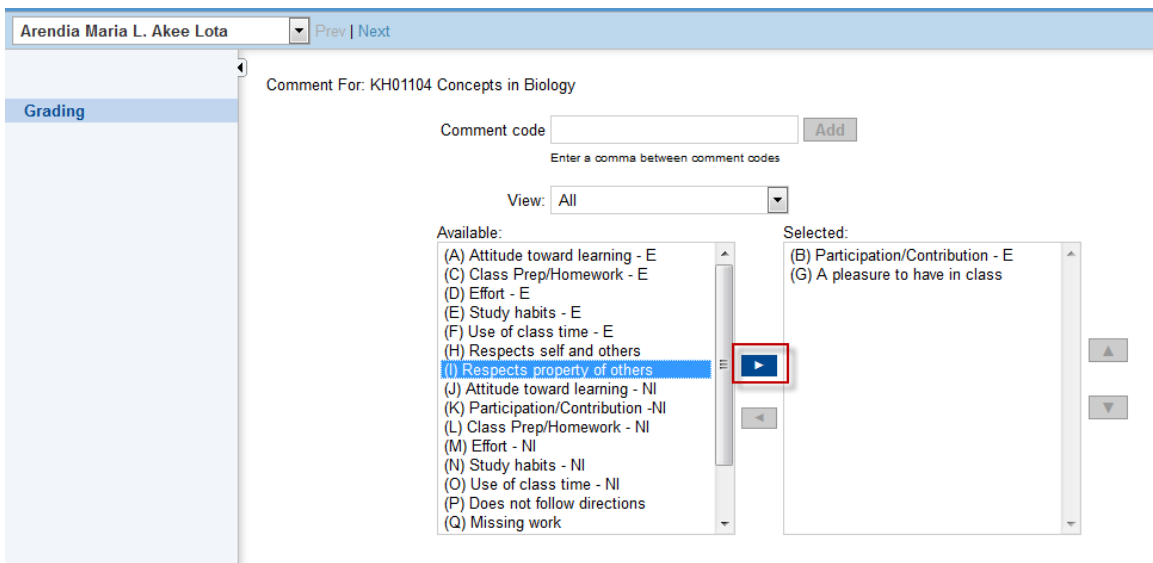 Arendia Maria L. Akee Lota Prev | Next
Comment For: KH01104 Concepts in Biology
Grading
Comment code Add
Enter a comma between comment codes
View: All
Available: Selected:
(A) Attitude toward learning - E
(C) Class Prep/Homework - E
(D) Effort - E
(E) Study habits - E
(F) Use of class time - E
(H) Respects self and others
(I) Respects property of others
(J) Attitude toward learning - NI
(K) Participation/Contribution -NI
(L) Class Prep/Homework - NI
(M) Effort - NI
(N) Study habits - NI
(O) Use of class time - NI
(P) Does not follow directions
(Q) Missing work
(B) Participation/Contribution - E
(G) A pleasure to have in class